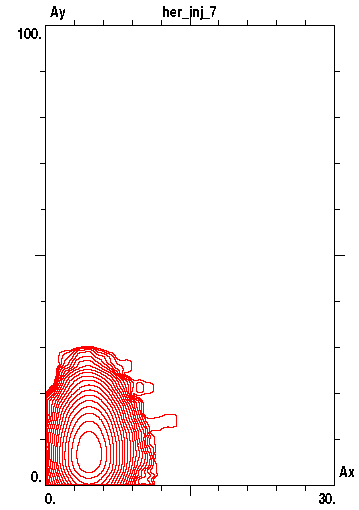 Ay her_inj_7
100.
0.
Ax
0. 30.